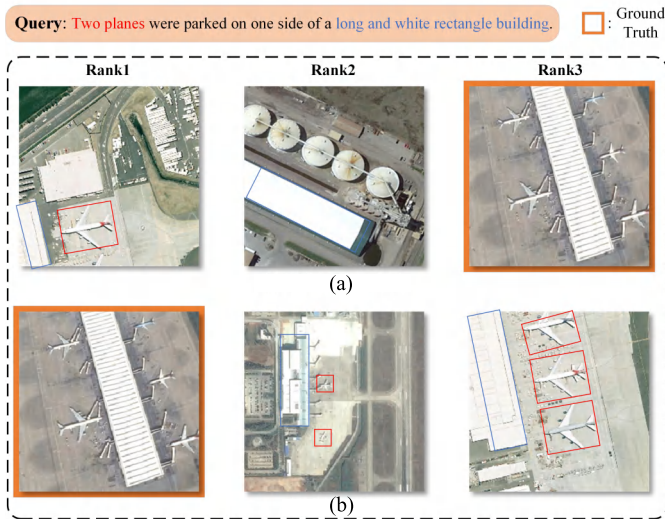 Query: Two planes were parked on one side of a long and white rectangle building.
: Ground
Truth
Rank1 Rank2 Rank3
(a)
(b)